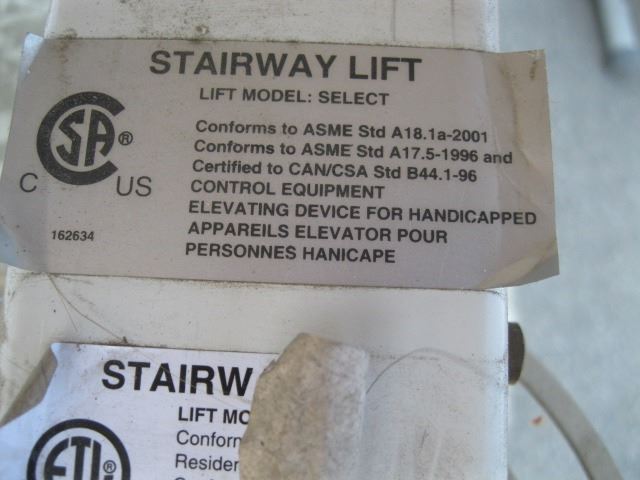 STAIRWAY LIFT
LIFT MODEL: SELECT
Conforms to ASME Std A18.1a-2001
Conforms to ASME Std A17.5-1996 and
Certified to CAN/CSA Std B44.1-96
CONTROL EQUIPMENT
ELEVATING DEVICE FOR HANDICAPPED
APPAREILS ELEVATOR POUR
PERSONNES HANICAPE
CSA ®
C US
162634
STAIRW
LIFT MO
Conform
Residen
ETL ®